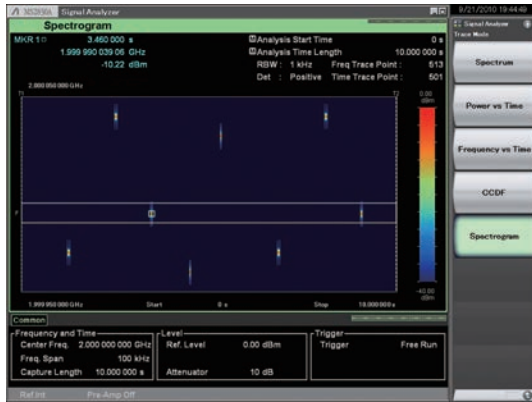 MS2830A Signal Analyzer
9/21/2010 19:44:49
Spectrogram
MKR 1
3.460 000 s
1.999 990 039 06 GHz
-10.22 dBm
Analysis Start Time 0 s
Analysis Time Length 10.000 000 s
RBW : 1 kHz Freq Trace Point : 513
Det : Positive Time Trace Point : 501
2.000 050 000 GHz
T1
T2
0.00
dBm
F
-40.00
dBm
1.999 950 000 GHz Start 0 s Stop 10.000 000 s
Common
Frequency and Time
Center Freq. 2.000 000 000 GHz
Freq. Span 100 kHz
Capture Length 10.000 000 s
Level
Ref. Level 0.00 dBm
Attenuator 10 dB
Trigger
Trigger Free Run
Ref.Int Pre-Amp Off
Signal Analyzer
Trace Mode
Spectrum
Power vs Time
Frequency vs Time
CCDF
Spectrogram